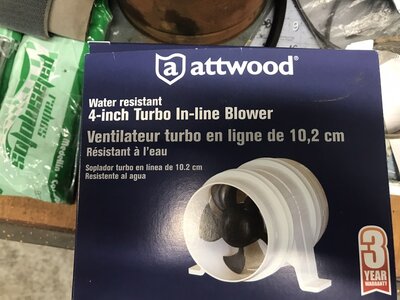 a attwood®
Water resistant
4-inch Turbo In-line Blower
Ventilateur turbo en ligne de 10,2 cm
Résistant à l'eau
Soplador turbo en línea de 10.2 cm
Resistente al agua
3
YEAR
WARRANTY